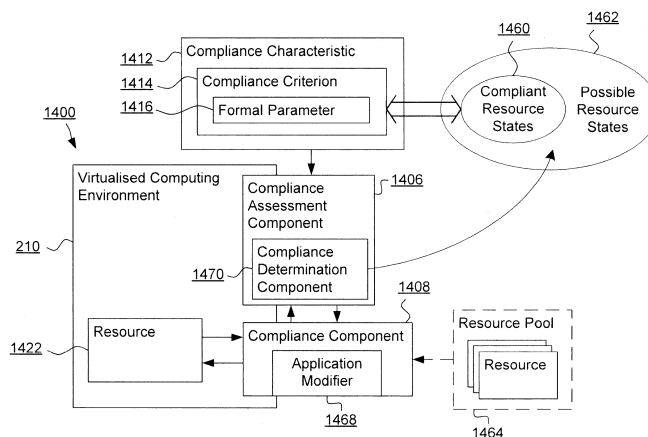 1462
1460
1412
Compliance Characteristic
1414
Compliance Criterion
1416
Formal Parameter
Compliant
Resource
States
Possible
Resource
States
1400
Virtualised Computing
Environment
Compliance
Assessment
Component
1406
210
1470
Compliance
Determination
Component
1408
Resource
1422
Compliance Component
Application
Modifier
1468
Resource Pool
Resource
1464